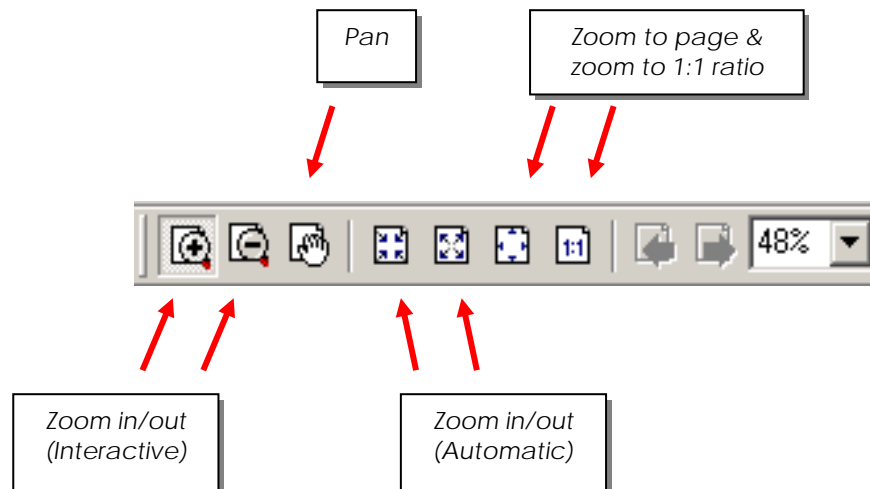 Pan
Zoom to page &
zoom to 1:1 ratio
1:1
48%
Zoom in/out
(Interactive)
Zoom in/out
(Automatic)